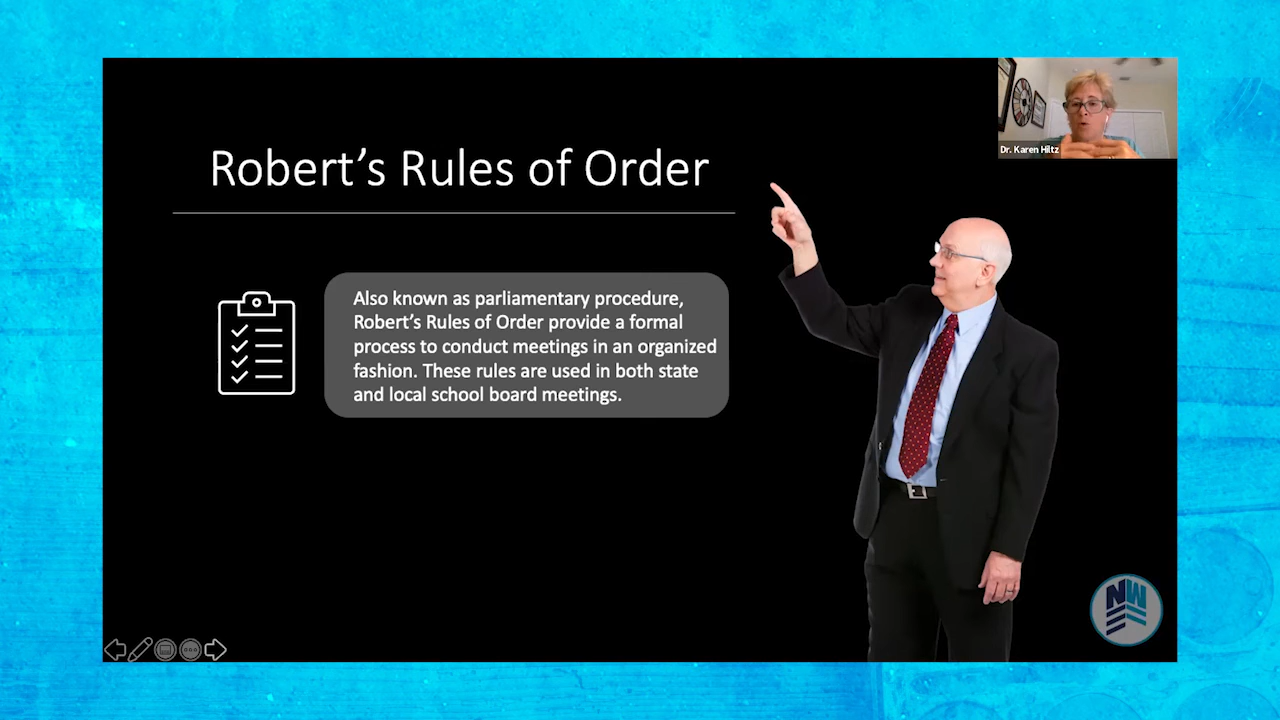 Dr. Karen Hiltz
Robert's Rules of Order
Also known as parliamentary procedure,
Robert's Rules of Order provide a formal
process to conduct meetings in an organized
fashion. These rules are used in both state
and local school board meetings.
NW